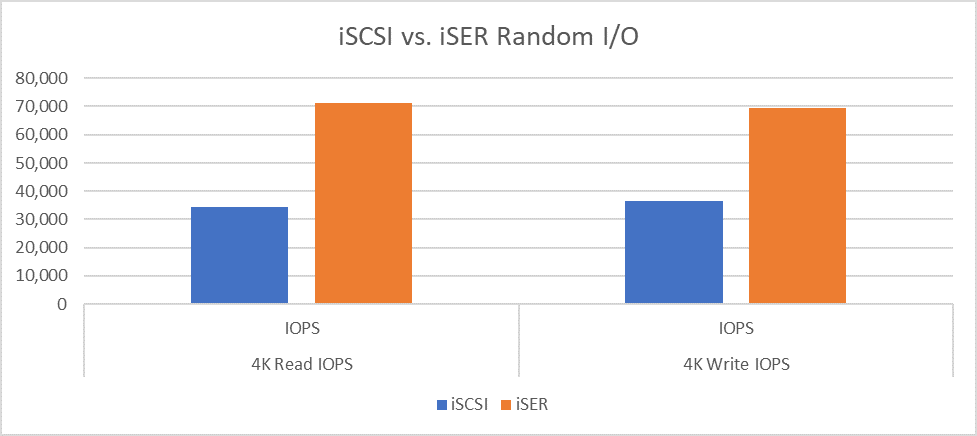 iSCSI vs. iSER Random I/O
80,000
70,000
60,000
50,000
40,000
30,000
20,000
10,000
0
IOPS IOPS
4K Read IOPS 4K Write IOPS
iSCSI iSER